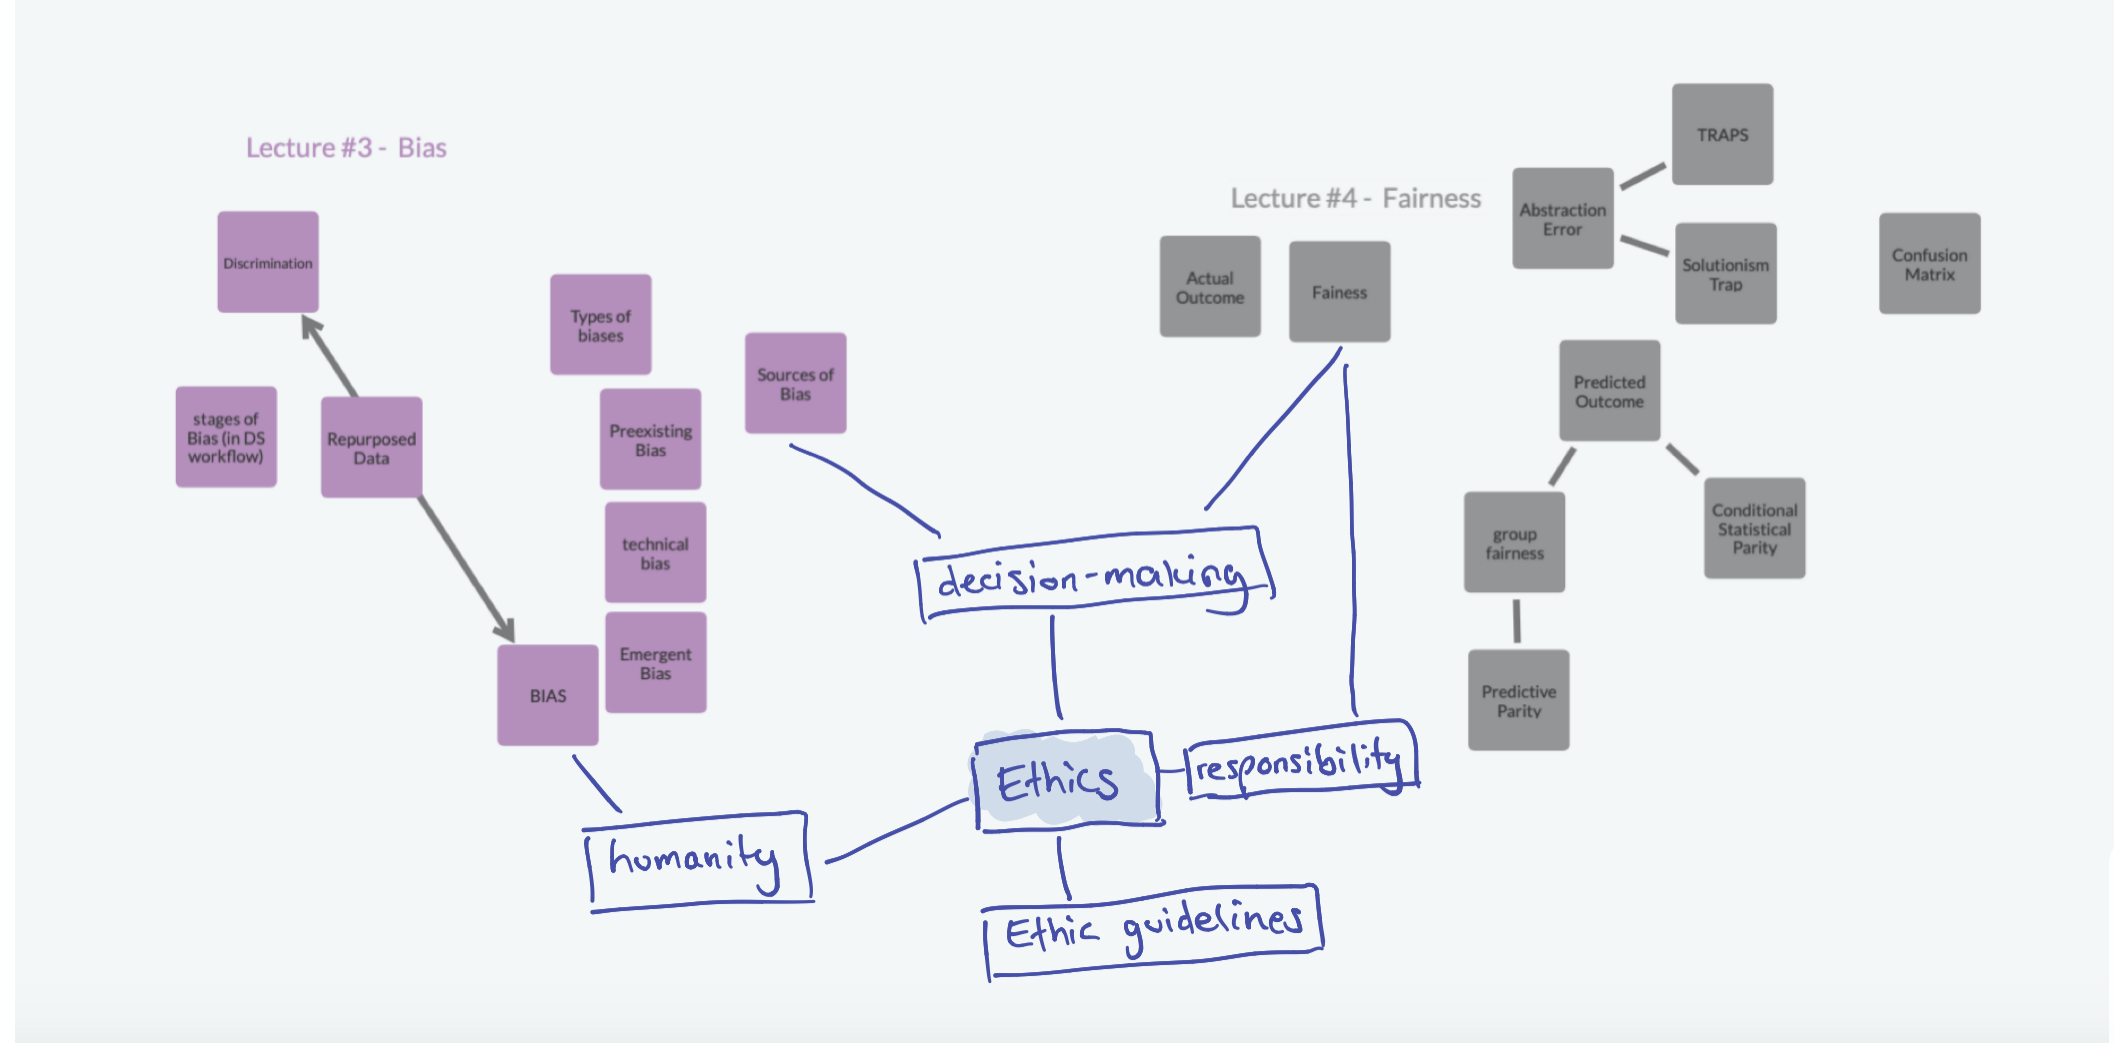 Lecture #3 - Bias
Discrimination
stages of
Bias (in DS
workflow)
Repurposed
Data
Types of
biases
Preexisting
Bias
technical
bias
Emergent
Bias
BIAS
Sources of
Bias
Lecture #4 - Fairness
Actual
Outcome
Fainess
Abstraction
Error
TRAPS
Solutionism
Trap
Confusion
Matrix
Predicted
Outcome
group
fairness
Conditional
Statistical
Parity
Predictive
Parity
decision-making
Ethics
responsibility
humanity
Ethic guidelines